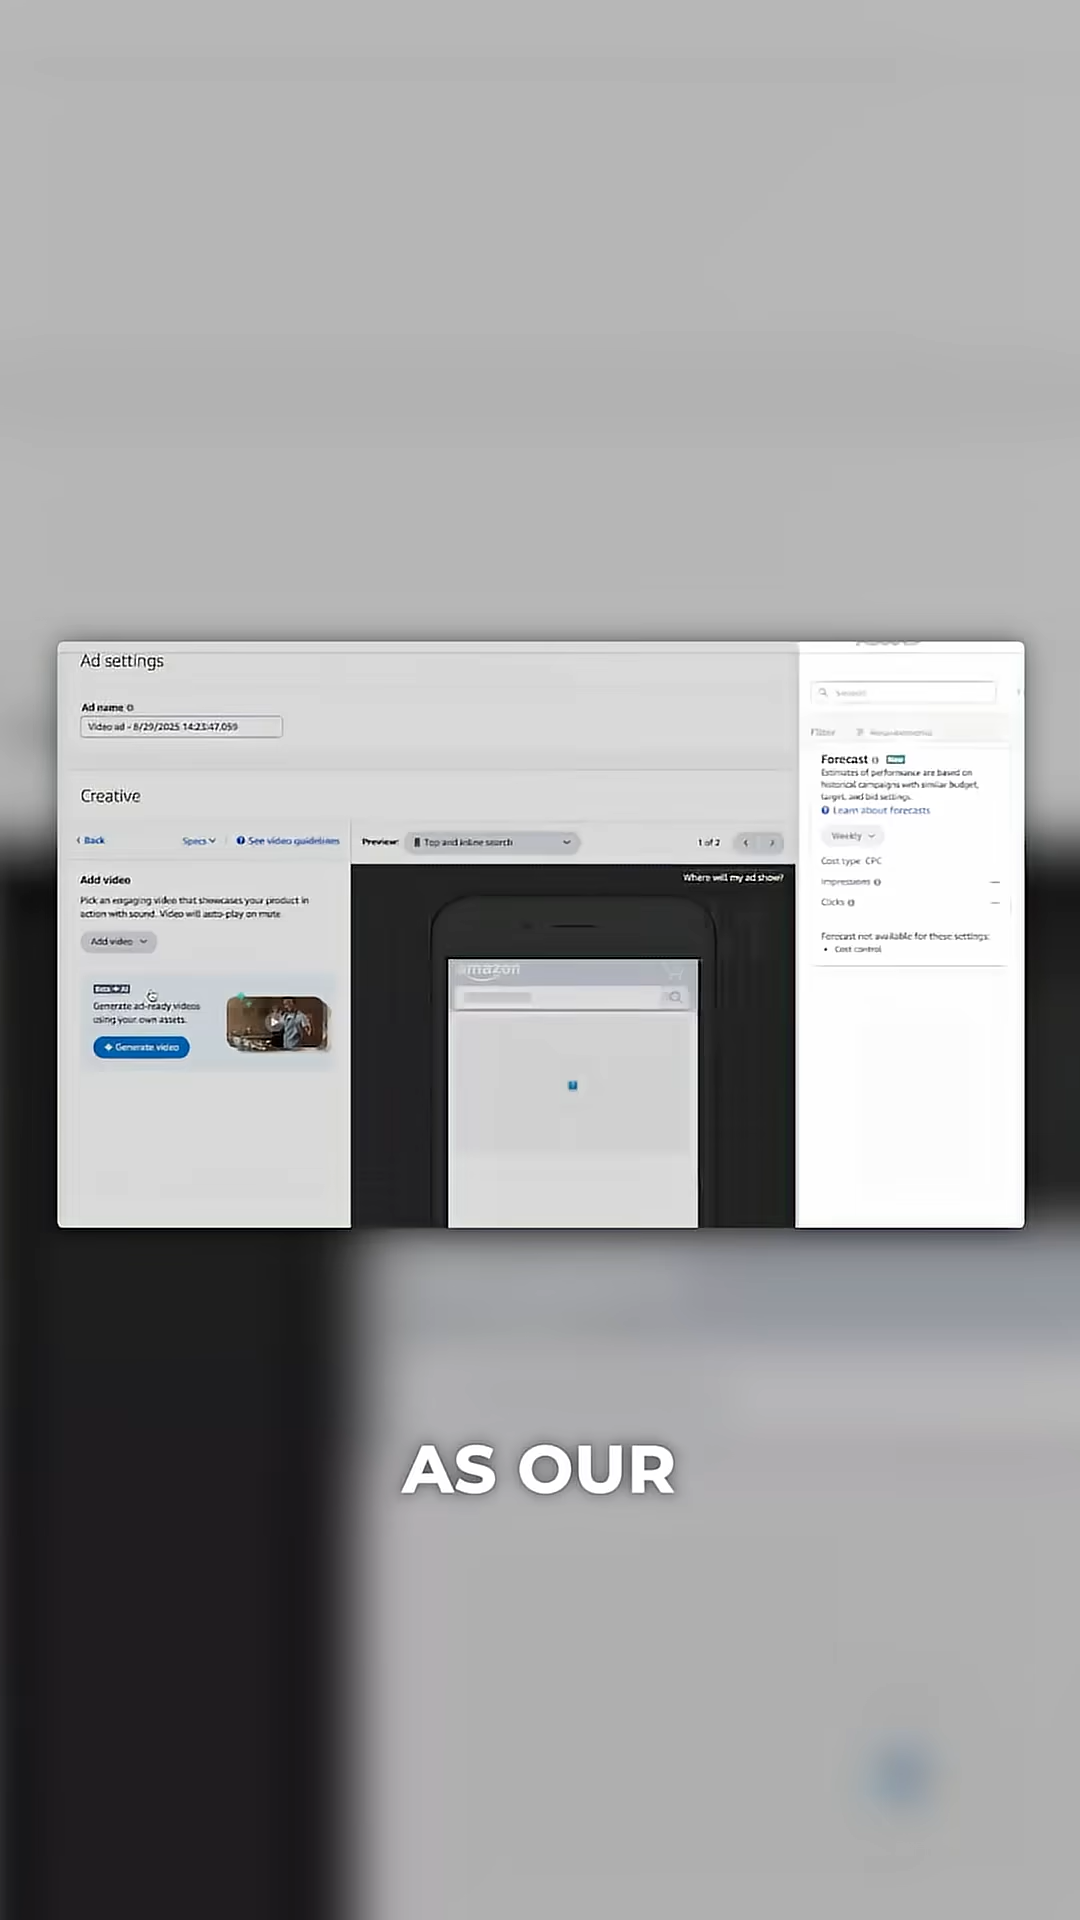 Ad settings
Ad name
Video ad - 8/29/2025 14:23:47.059
Creative
Back
Specs
See video guidelines
Add video
Pick an engaging video that showcases your product in
action with sound. Video will auto-play on mute
Add video
Generate ad-ready videos
using your own assets.
Generate video
Preview:
Top and inline search
1 of 2
Where will my ad show?
amazon
Search
Filter
Forecast New
Estimates of performance are based on
historical campaigns with similar budget,
target, and bid settings.
Learn about forecasts
Weekly
Cost type: CPC
Impressions —
Clicks —
Forecast not available for these settings:
• Cost control
AS OUR